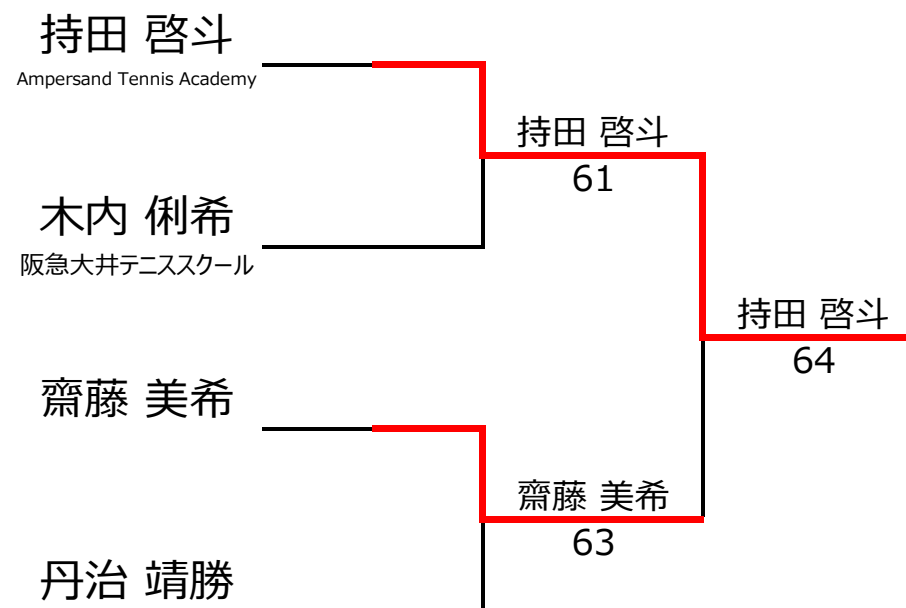 持田 啓斗
Ampersand Tennis Academy
木内 俐希
阪急大井テニススクール
齋藤 美希
丹治 靖勝
持田 啓斗
61
齋藤 美希
63
持田 啓斗
64